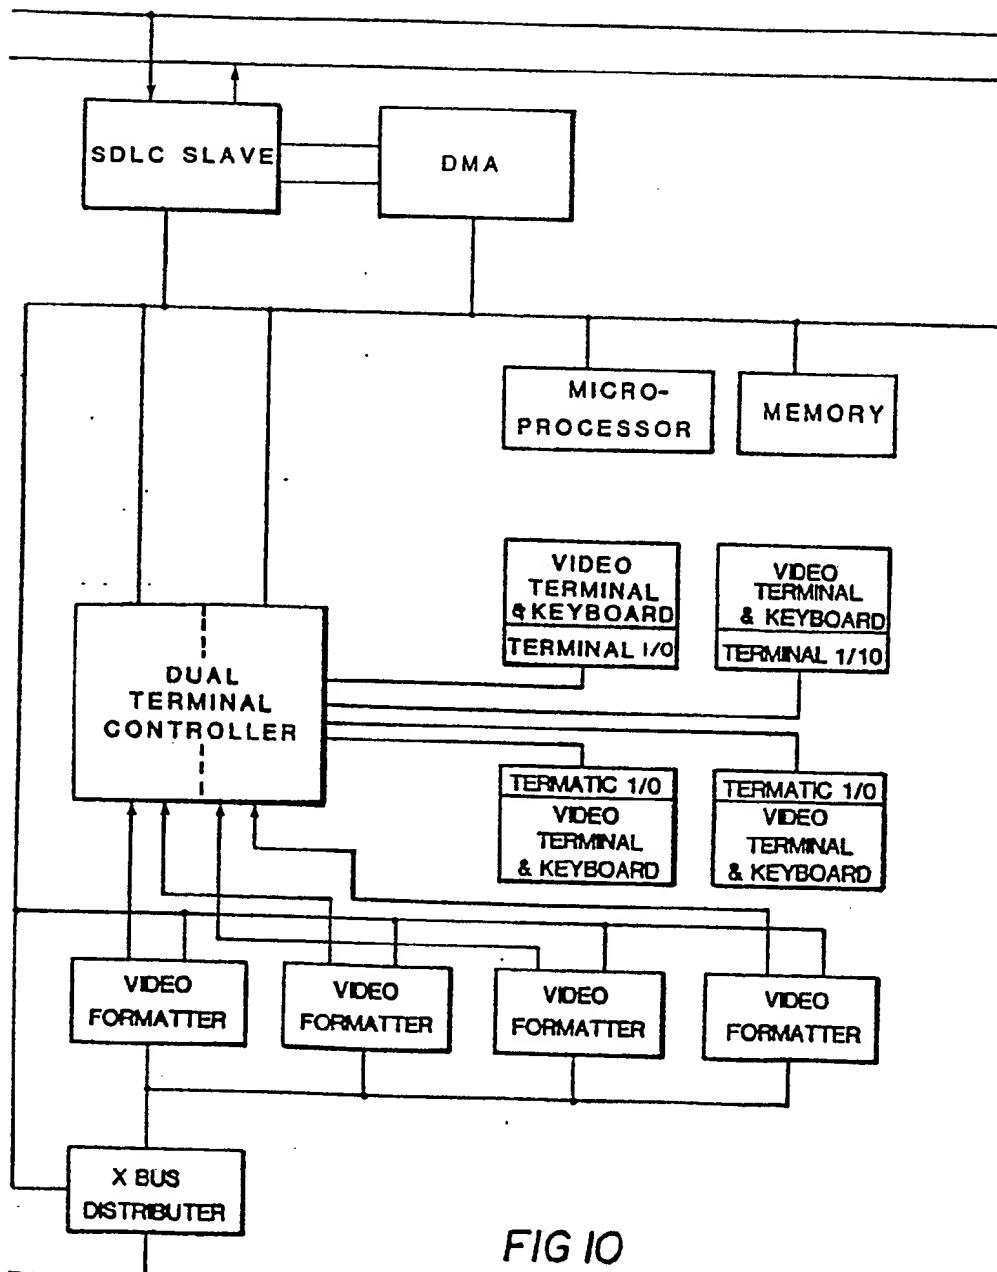 SDLC SLAVE
DMA
MICRO-
PROCESSOR
MEMORY
VIDEO
TERMINAL
& KEYBOARD
TERMINAL 1/0
VIDEO
TERMINAL
& KEYBOARD
TERMINAL 1/10
DUAL
TERMINAL
CONTROLLER
TERMATIC 1/0
VIDEO
TERMINAL
& KEYBOARD
TERMATIC 1/0
VIDEO
TERMINAL
& KEYBOARD
VIDEO
FORMATTER
VIDEO
FORMATTER
VIDEO
FORMATTER
VIDEO
FORMATTER
X BUS
DISTRIBUTER
FIG 10